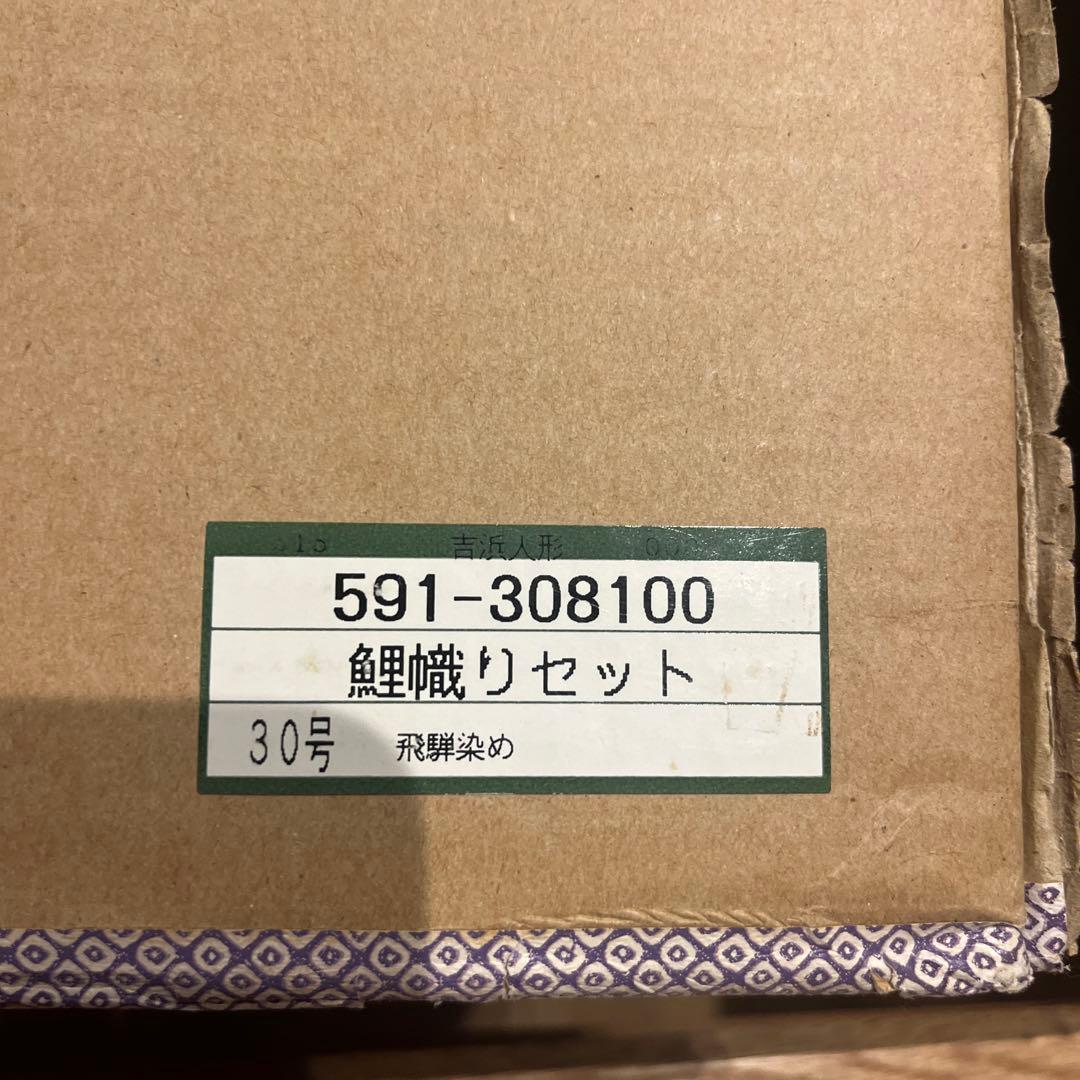 吉浜人形
591-308100
鯉幟りセット
30号 飛騨染め